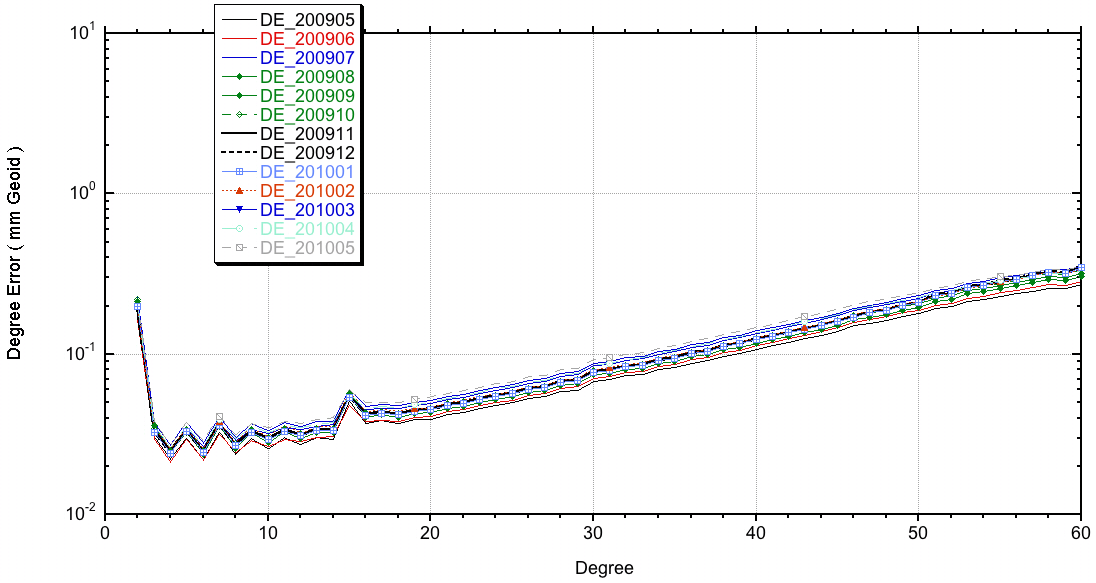 10^1
DE_200905
DE_200906
DE_200907
DE_200908
DE_200909
DE_200910
DE_200911
DE_200912
DE_201001
DE_201002
DE_201003
DE_201004
DE_201005
Degree Error ( mm Geoid )
10^0
10^-1
10^-2
0 10 20 30 40 50 60
Degree